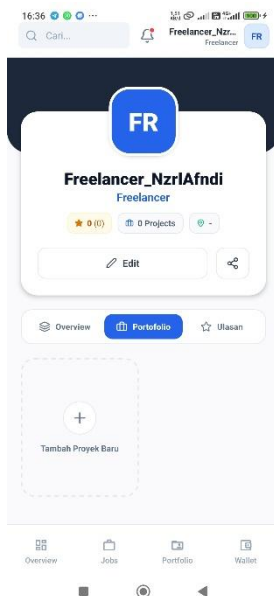 16:36
Cari...
Freelancer_Nzr...
Freelancer
FR
FR
Freelancer_NzrlAfndi
Freelancer
0 (0)
0 Projects
-
Edit
Overview
Portofolio
Ulasan
Tambah Proyek Baru
Overview
Jobs
Portfolio
Wallet